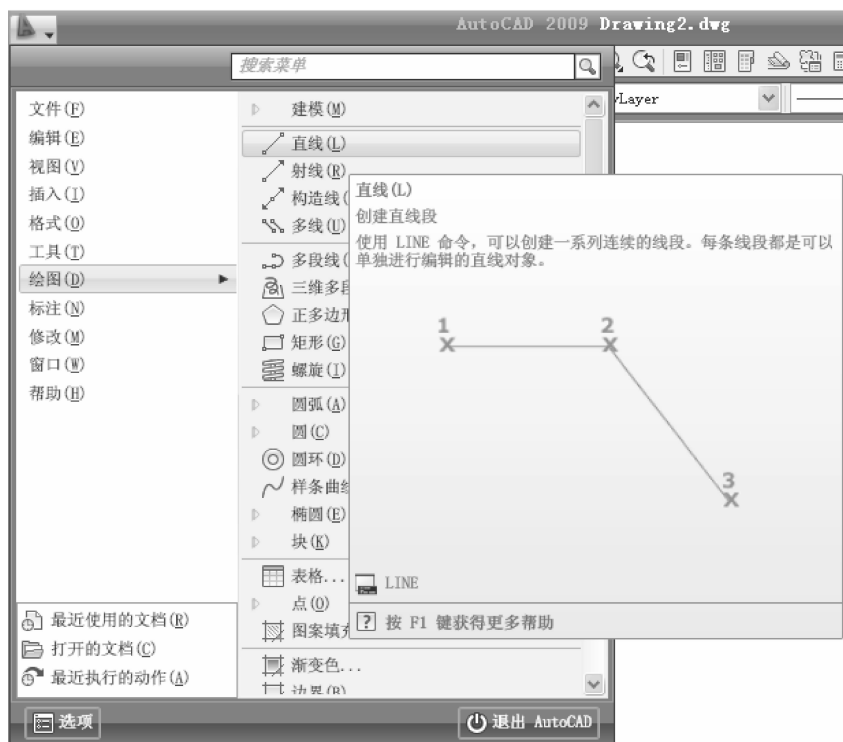 AutoCAD 2009 Drawing2.dwg
搜索菜单
yLayer
文件(F)
编辑(E)
视图(V)
插入(I)
格式(O)
工具(T)
绘图(D)
标注(N)
修改(M)
窗口(W)
帮助(H)
最近使用的文档(R)
打开的文档(C)
最近执行的动作(A)
建模(M)
直线(L)
射线(R)
构造线(
多线(U)
多段线(
三维多段
正多边形
矩形(G)
螺旋(I)
圆弧(A)
圆(C)
圆环(D)
样条曲线
椭圆(E)
块(K)
表格...
点(O)
图案填充
渐变色...
边界(B)
直线(L)
创建直线段
使用 LINE 命令，可以创建一系列连续的线段。每条线段都是可以
单独进行编辑的直线对象。
1
2
3
LINE
? 按 F1 键获得更多帮助
选项
退出 AutoCAD